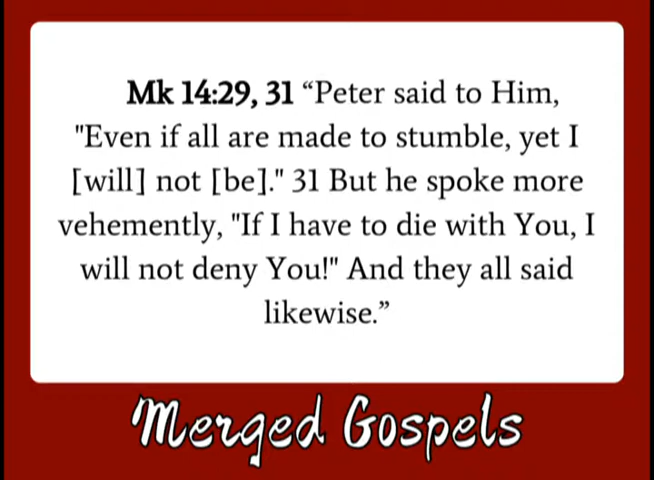 Mk 14:29, 31 “Peter said to Him,
"Even if all are made to stumble, yet I
[will] not [be]." 31 But he spoke more
vehemently, "If I have to die with You, I
will not deny You!" And they all said
likewise.”
Merged Gospels